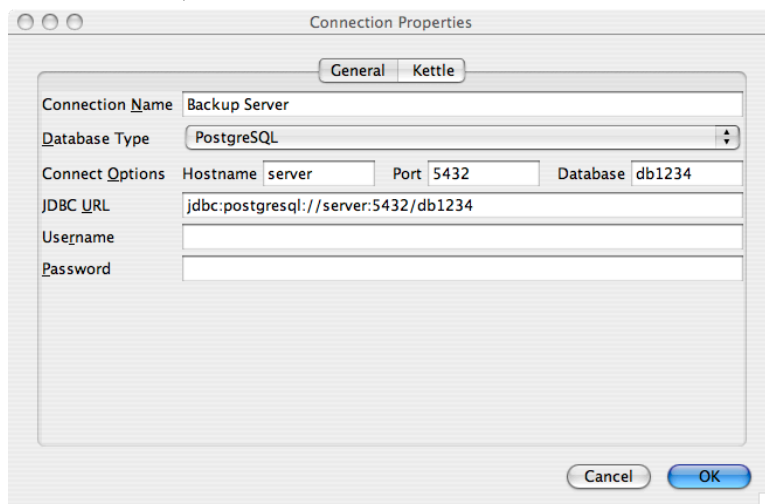 Connection Properties
General Kettle
Connection Name Backup Server
Database Type PostgreSQL
Connect Options Hostname server Port 5432 Database db1234
JDBC URL jdbc:postgresql://server:5432/db1234
Username
Password
Cancel OK